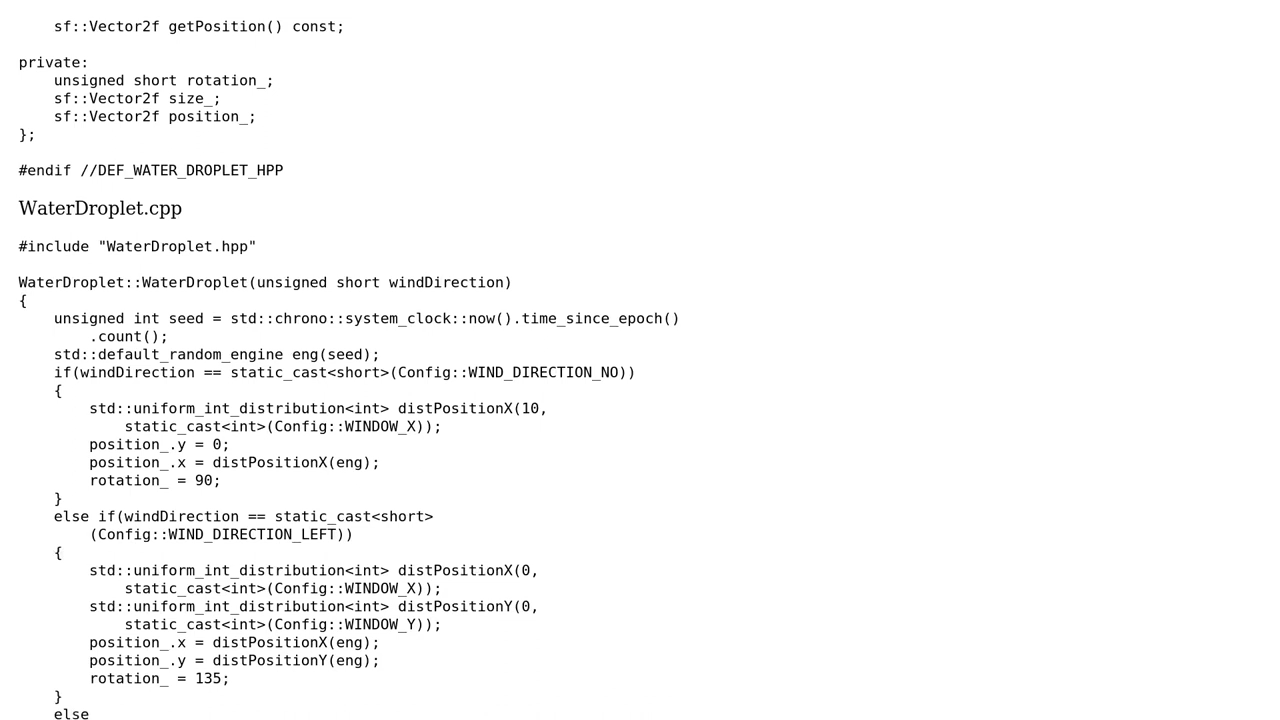 sf::Vector2f getPosition() const;

private:
    unsigned short rotation_;
    sf::Vector2f size_;
    sf::Vector2f position_;
};

#endif //DEF_WATER_DROPLET_HPP

WaterDroplet.cpp

#include "WaterDroplet.hpp"

WaterDroplet::WaterDroplet(unsigned short windDirection)
{
    unsigned int seed = std::chrono::system_clock::now().time_since_epoch()
        .count();
    std::default_random_engine eng(seed);
    if(windDirection == static_cast<short>(Config::WIND_DIRECTION_NO))
    {
        std::uniform_int_distribution<int> distPositionX(10,
            static_cast<int>(Config::WINDOW_X));
        position_.y = 0;
        position_.x = distPositionX(eng);
        rotation_ = 90;
    }
    else if(windDirection == static_cast<short>
        (Config::WIND_DIRECTION_LEFT))
    {
        std::uniform_int_distribution<int> distPositionX(0,
            static_cast<int>(Config::WINDOW_X));
        std::uniform_int_distribution<int> distPositionY(0,
            static_cast<int>(Config::WINDOW_Y));
        position_.x = distPositionX(eng);
        position_.y = distPositionY(eng);
        rotation_ = 135;
    }
    else